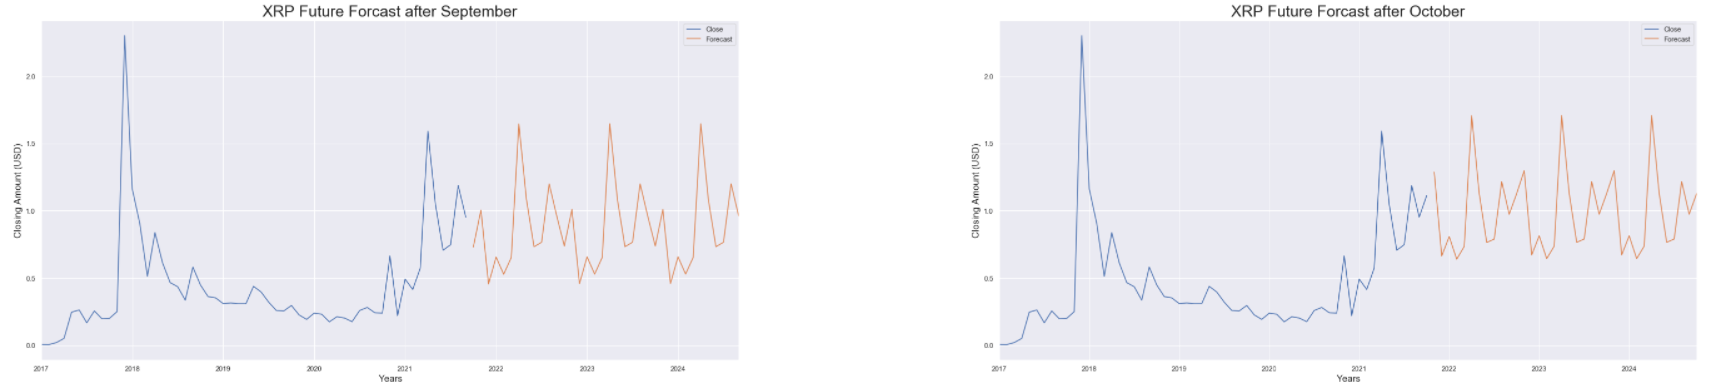 XRP Future Forcast after September
Close
Forecast
2.0
1.5
1.0
0.5
0.0
Closing Amount (USD)
2017 2018 2019 2020 2021 2022 2023 2024
Years
XRP Future Forcast after October
Close
Forecast
2.0
1.5
1.0
0.5
0.0
Closing Amount (USD)
2017 2018 2019 2020 2021 2022 2023 2024
Years